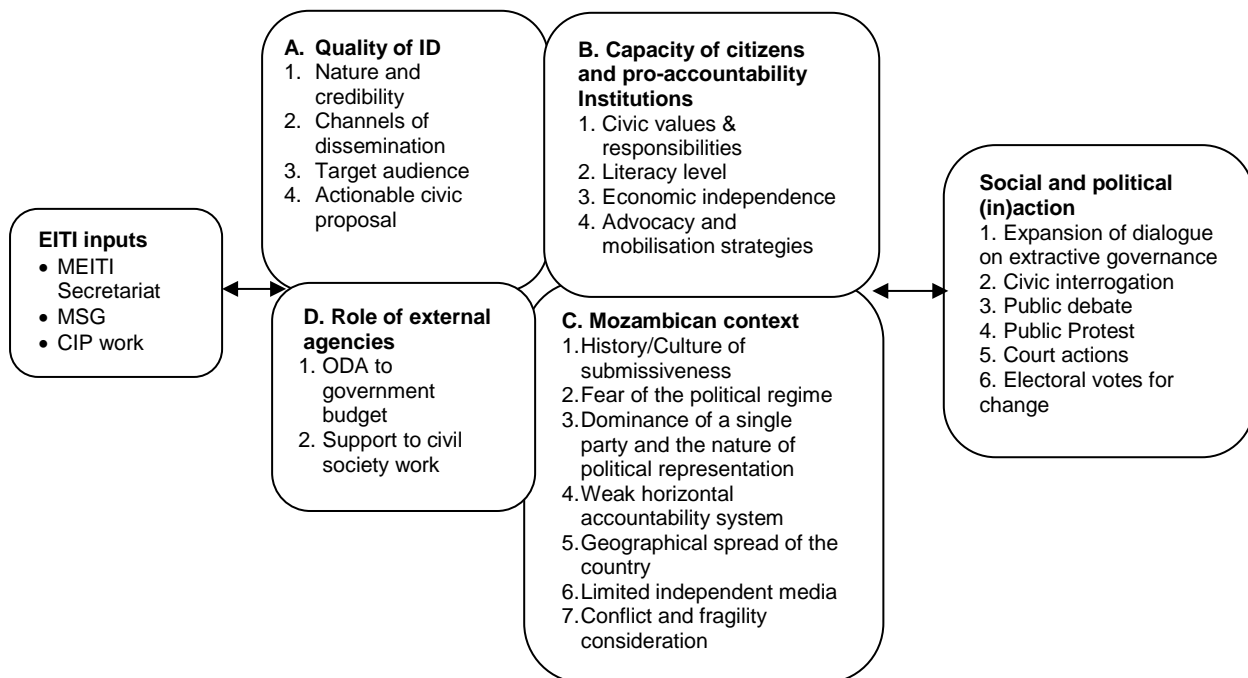 EITI inputs
• MEITI
Secretariat
• MSG
• CIP work
A. Quality of ID
1. Nature and
credibility
2. Channels of
dissemination
3. Target audience
4. Actionable civic
proposal
B. Capacity of citizens
and pro-accountability
Institutions
1. Civic values &
responsibilities
2. Literacy level
3. Economic independence
4. Advocacy and
mobilisation strategies
D. Role of external
agencies
1. ODA to
government
budget
2. Support to civil
society work
C. Mozambican context
1. History/Culture of
submissiveness
2. Fear of the political regime
3. Dominance of a single
party and the nature of
political representation
4. Weak horizontal
accountability system
5. Geographical spread of the
country
6. Limited independent media
7. Conflict and fragility
consideration
Social and political
(in)action
1. Expansion of dialogue
on extractive governance
2. Civic interrogation
3. Public debate
4. Public Protest
5. Court actions
6. Electoral votes for
change